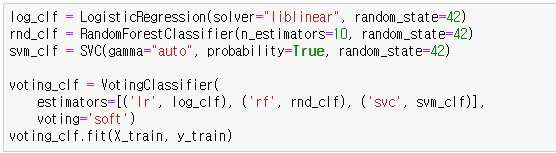 log_clf = LogisticRegression(solver="liblinear", random_state=42)
rnd_clf = RandomForestClassifier(n_estimators=10, random_state=42)
svm_clf = SVC(gamma="auto", probability=True, random_state=42)

voting_clf = VotingClassifier(
    estimators=[('lr', log_clf), ('rf', rnd_clf), ('svc', svm_clf)],
    voting='soft')
voting_clf.fit(X_train, y_train)